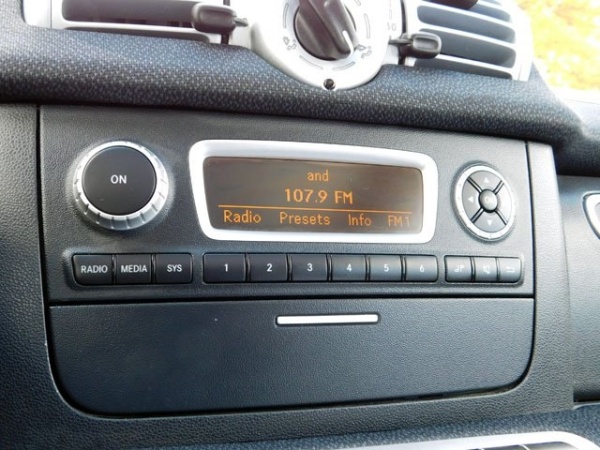 and
107.9 FM
Radio Presets Info FM1
ON
RADIO MEDIA SYS 1 2 3 4 5 6